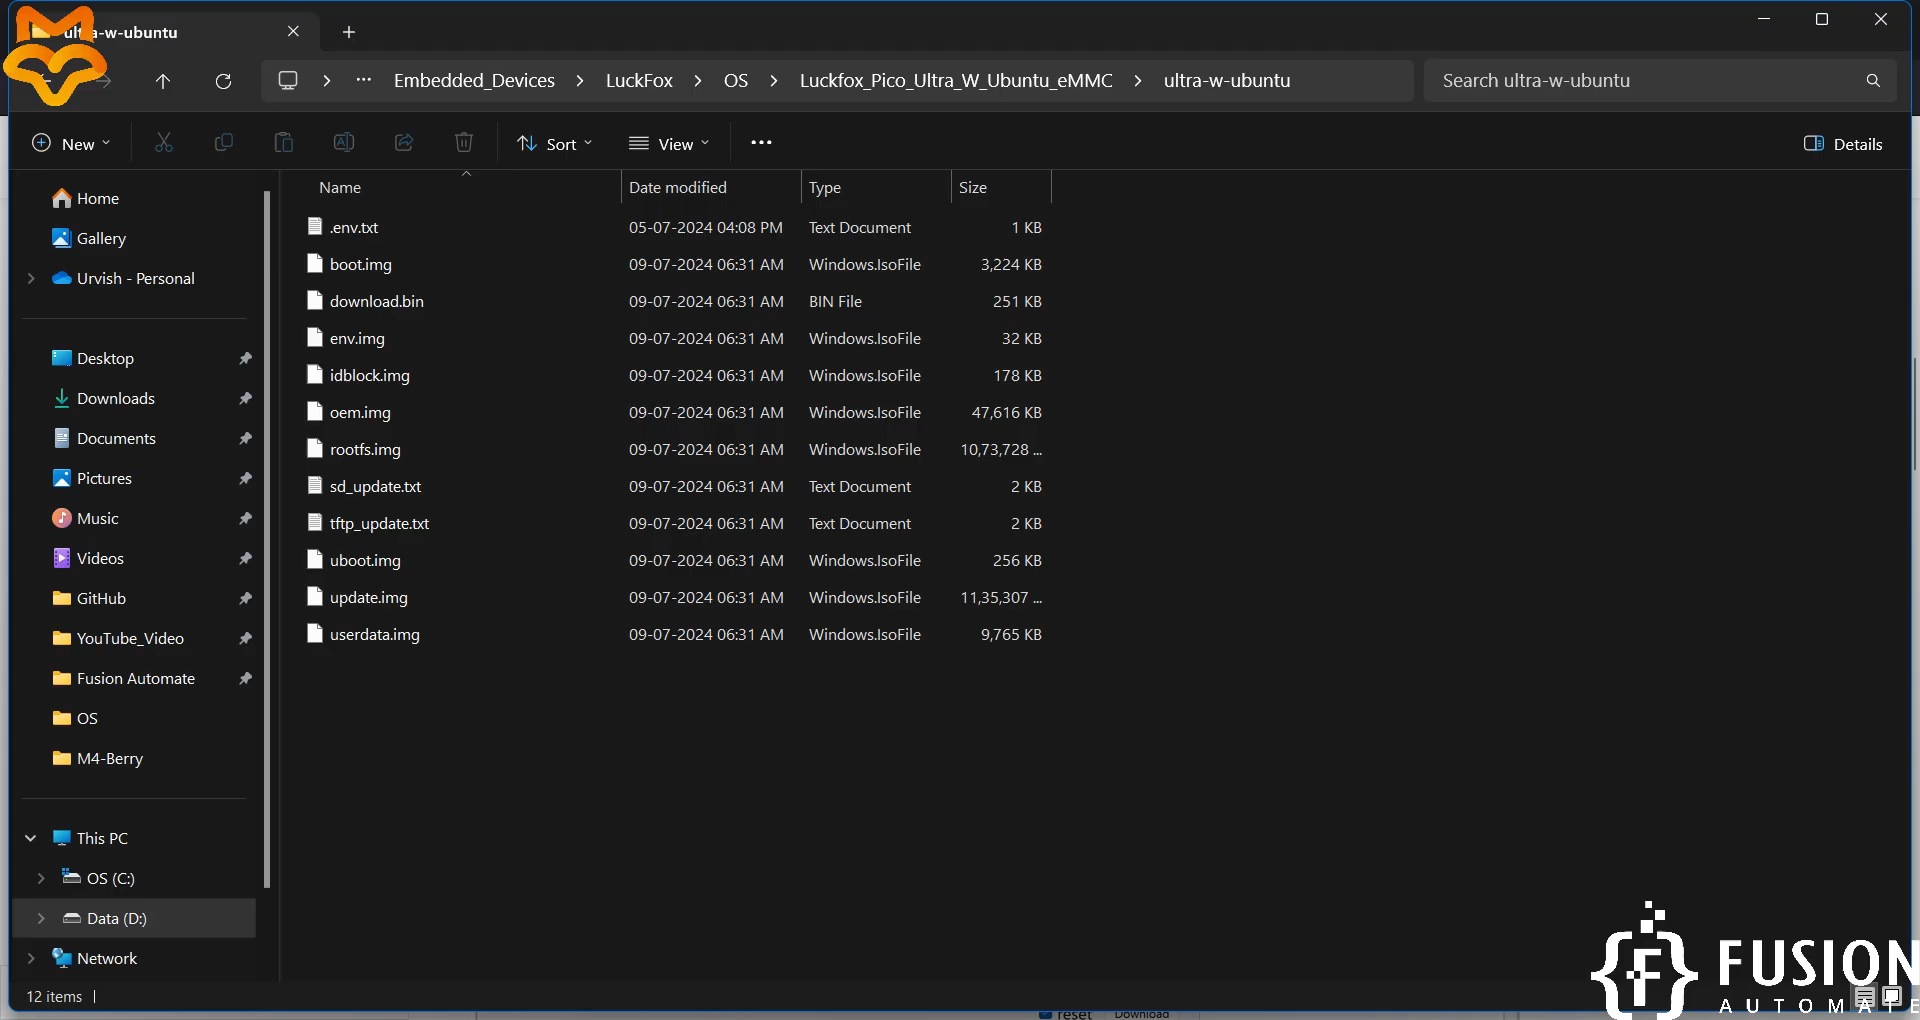 ultra-w-ubuntu
Embedded_Devices > LuckFox > OS > Luckfox_Pico_Ultra_W_Ubuntu_eMMC > ultra-w-ubuntu
Search ultra-w-ubuntu
New Sort View ... Details
Name Date modified Type Size
.env.txt 05-07-2024 04:08 PM Text Document 1 KB
boot.img 09-07-2024 06:31 AM Windows.IsoFile 3,224 KB
download.bin 09-07-2024 06:31 AM BIN File 251 KB
env.img 09-07-2024 06:31 AM Windows.IsoFile 32 KB
idblock.img 09-07-2024 06:31 AM Windows.IsoFile 178 KB
oem.img 09-07-2024 06:31 AM Windows.IsoFile 47,616 KB
rootfs.img 09-07-2024 06:31 AM Windows.IsoFile 10,73,728 ...
sd_update.txt 09-07-2024 06:31 AM Text Document 2 KB
tftp_update.txt 09-07-2024 06:31 AM Text Document 2 KB
uboot.img 09-07-2024 06:31 AM Windows.IsoFile 256 KB
update.img 09-07-2024 06:31 AM Windows.IsoFile 11,35,307 ...
userdata.img 09-07-2024 06:31 AM Windows.IsoFile 9,765 KB
Home
Gallery
Urvish - Personal
Desktop
Downloads
Documents
Pictures
Music
Videos
GitHub
YouTube_Video
Fusion Automate
OS
M4-Berry
This PC
OS (C:)
Data (D:)
Network
12 items
reset Download
FUSION
AUTOMATE